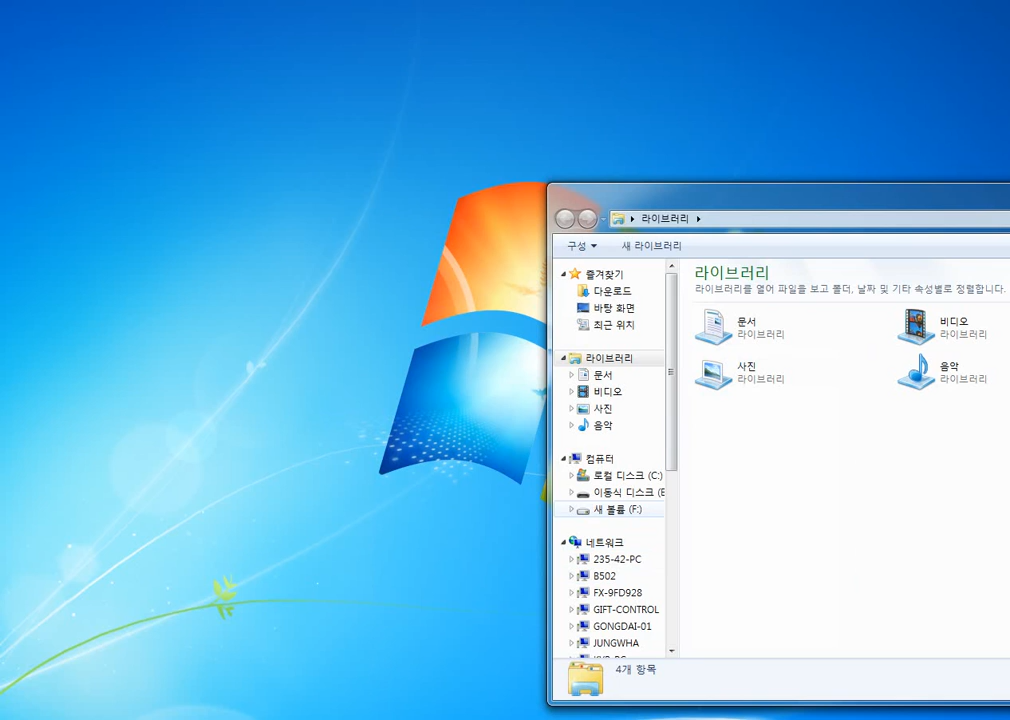 라이브러리
구성
새 라이브러리
즐겨찾기
다운로드
바탕 화면
최근 위치
라이브러리
문서
비디오
사진
음악
컴퓨터
로컬 디스크 (C:)
이동식 디스크 (E
새 볼륨 (F:)
네트워크
235-42-PC
B502
FX-9FD928
GIFT-CONTROL
GONGDAI-01
JUNGWHA
라이브러리
라이브러리를 열어 파일을 보고 폴더, 날짜 및 기타 속성별로 정렬합니다.
문서
라이브러리
비디오
라이브러리
사진
라이브러리
음악
라이브러리
4개 항목